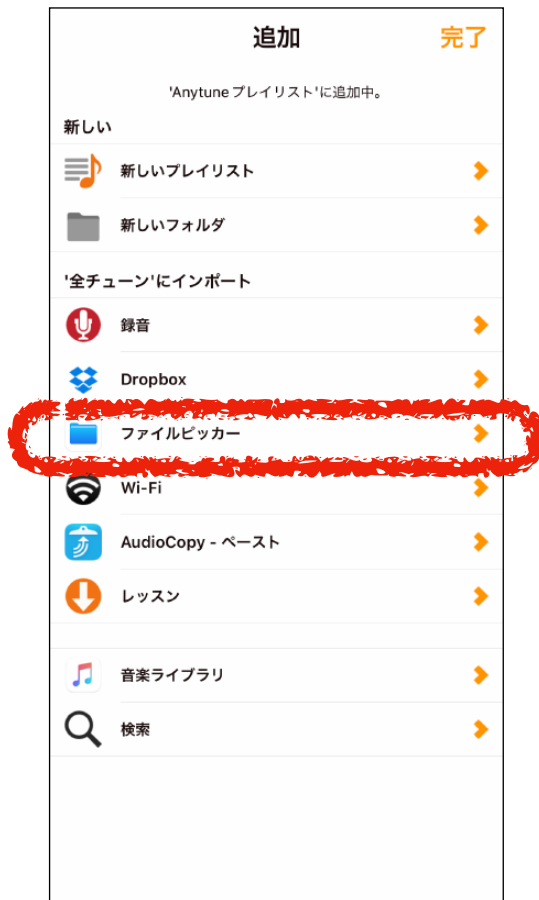 追加
完了
'Anytune プレイリスト'に追加中。
新しい
新しいプレイリスト
新しいフォルダ
'全チューン'にインポート
録音
Dropbox
ファイルピッカー
Wi-Fi
AudioCopy - ペースト
レッスン
音楽ライブラリ
検索